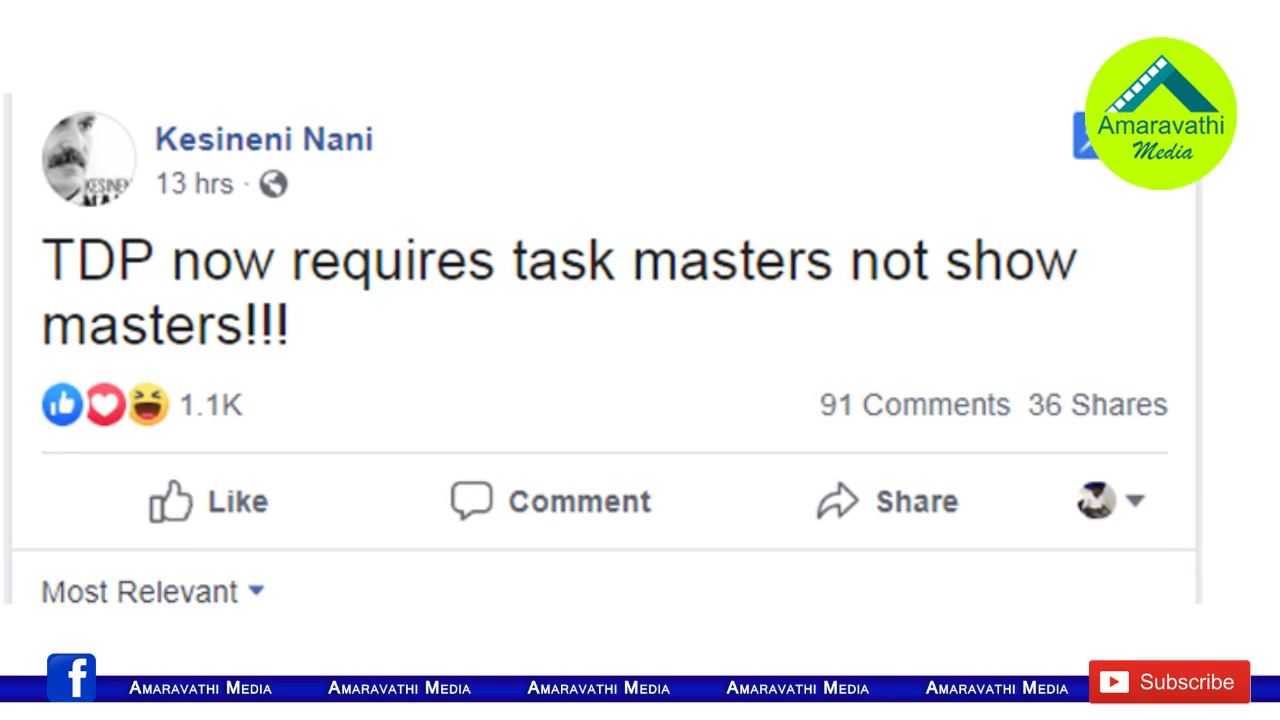 Amaravathi
Media
Kesineni Nani
13 hrs ·
TDP now requires task masters not show
masters!!!
1.1K
91 Comments 36 Shares
Like Comment Share
Most Relevant
f Amaravathi Media Amaravathi Media Amaravathi Media Amaravathi Media Amaravathi Media Subscribe